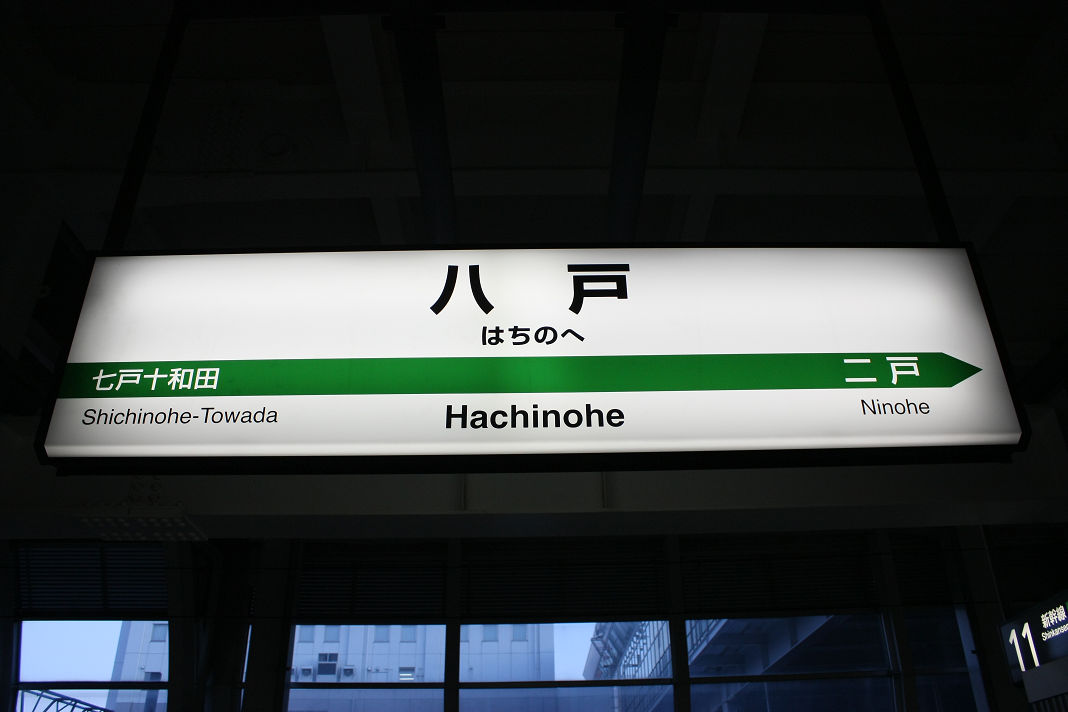 八戸
はちのへ
七戸十和田
二戸
Shichinohe-Towada
Hachinohe
Ninohe
11
新幹線